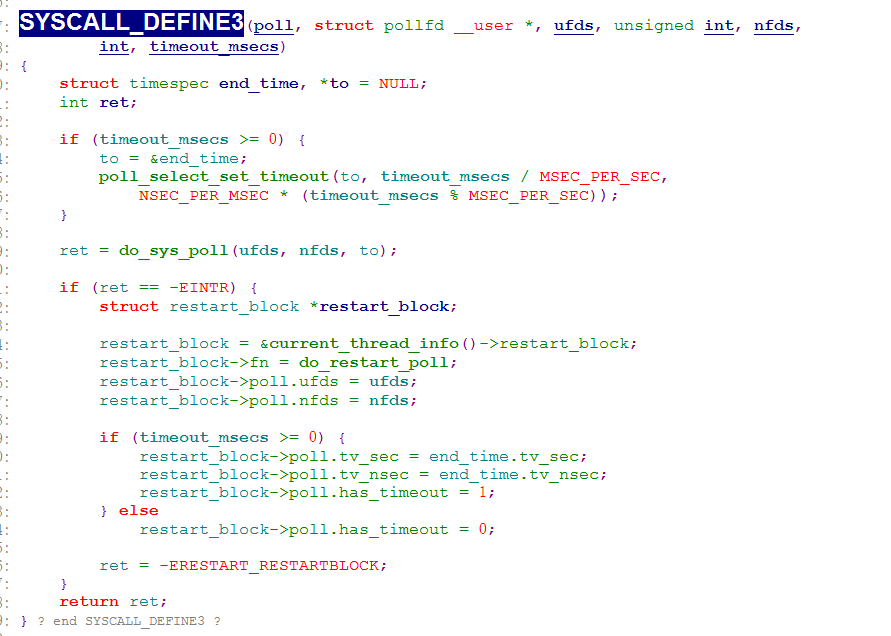 SYSCALL_DEFINE3(poll, struct pollfd __user *, ufds, unsigned int, nfds,
int, timeout_msecs)
{
struct timespec end_time, *to = NULL;
int ret;
if (timeout_msecs >= 0) {
to = &end_time;
poll_select_set_timeout(to, timeout_msecs / MSEC_PER_SEC,
NSEC_PER_MSEC * (timeout_msecs % MSEC_PER_SEC));
}
ret = do_sys_poll(ufds, nfds, to);
if (ret == -EINTR) {
struct restart_block *restart_block;
restart_block = &current_thread_info()->restart_block;
restart_block->fn = do_restart_poll;
restart_block->poll.ufds = ufds;
restart_block->poll.nfds = nfds;
if (timeout_msecs >= 0) {
restart_block->poll.tv_sec = end_time.tv_sec;
restart_block->poll.tv_nsec = end_time.tv_nsec;
restart_block->poll.has_timeout = 1;
} else
restart_block->poll.has_timeout = 0;
ret = -ERESTART_RESTARTBLOCK;
}
return ret;
} ? end SYSCALL_DEFINE3 ?